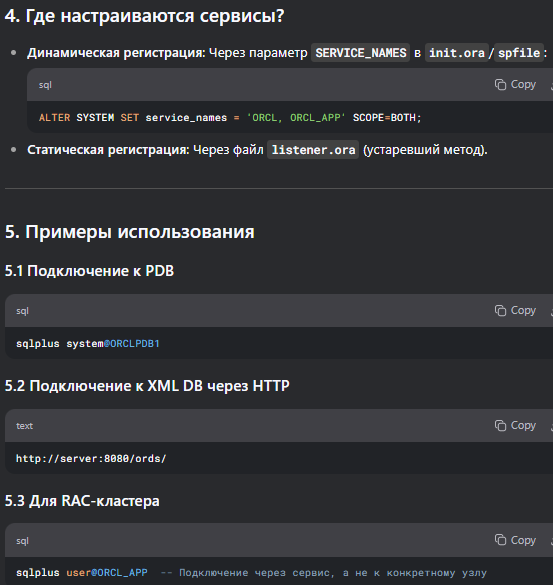 4. Где настраиваются сервисы?
Динамическая регистрация: Через параметр SERVICE_NAMES в init.ora/spfile:
sql
Copy
ALTER SYSTEM SET service_names = 'ORCL, ORCL_APP' SCOPE=BOTH;
Статическая регистрация: Через файл listener.ora (устаревший метод).
5. Примеры использования
5.1 Подключение к PDB
sql
Copy
sqlplus system@ORCLPDB1
5.2 Подключение к XML DB через HTTP
text
Copy
http://server:8080/ords/
5.3 Для RAC-кластера
sql
Copy
sqlplus user@ORCL_APP -- Подключение через сервис, а не к конкретному узлу